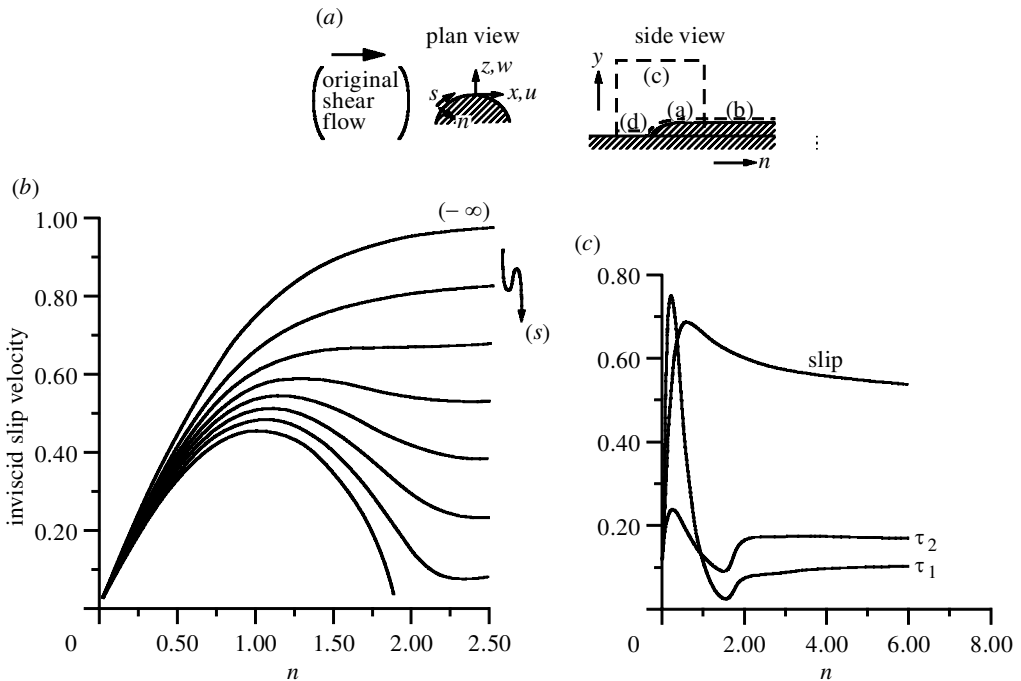 (a)
plan view
side view
original
shear
flow
z,w
x,u
s
n
y
(c)
(d)
(a)
(b)
n
⋮
(b)
inviscid slip velocity
1.00
0.80
0.60
0.40
0.20
0
0.50
1.00
1.50
2.00
2.50
n
(− ∞)
(s)
(c)
0.80
0.60
0.40
0.20
0
2.00
4.00
6.00
8.00
n
slip
τ2
τ1